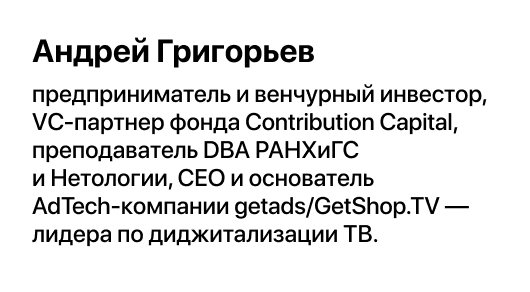 Андрей Григорьев
предприниматель и венчурный инвестор,
VC-партнер фонда Contribution Capital,
преподаватель DBA РАНХиГС
и Нетологии, CEO и основатель
AdTech-компании getads/GetShop.TV —
лидера по диджитализации ТВ.